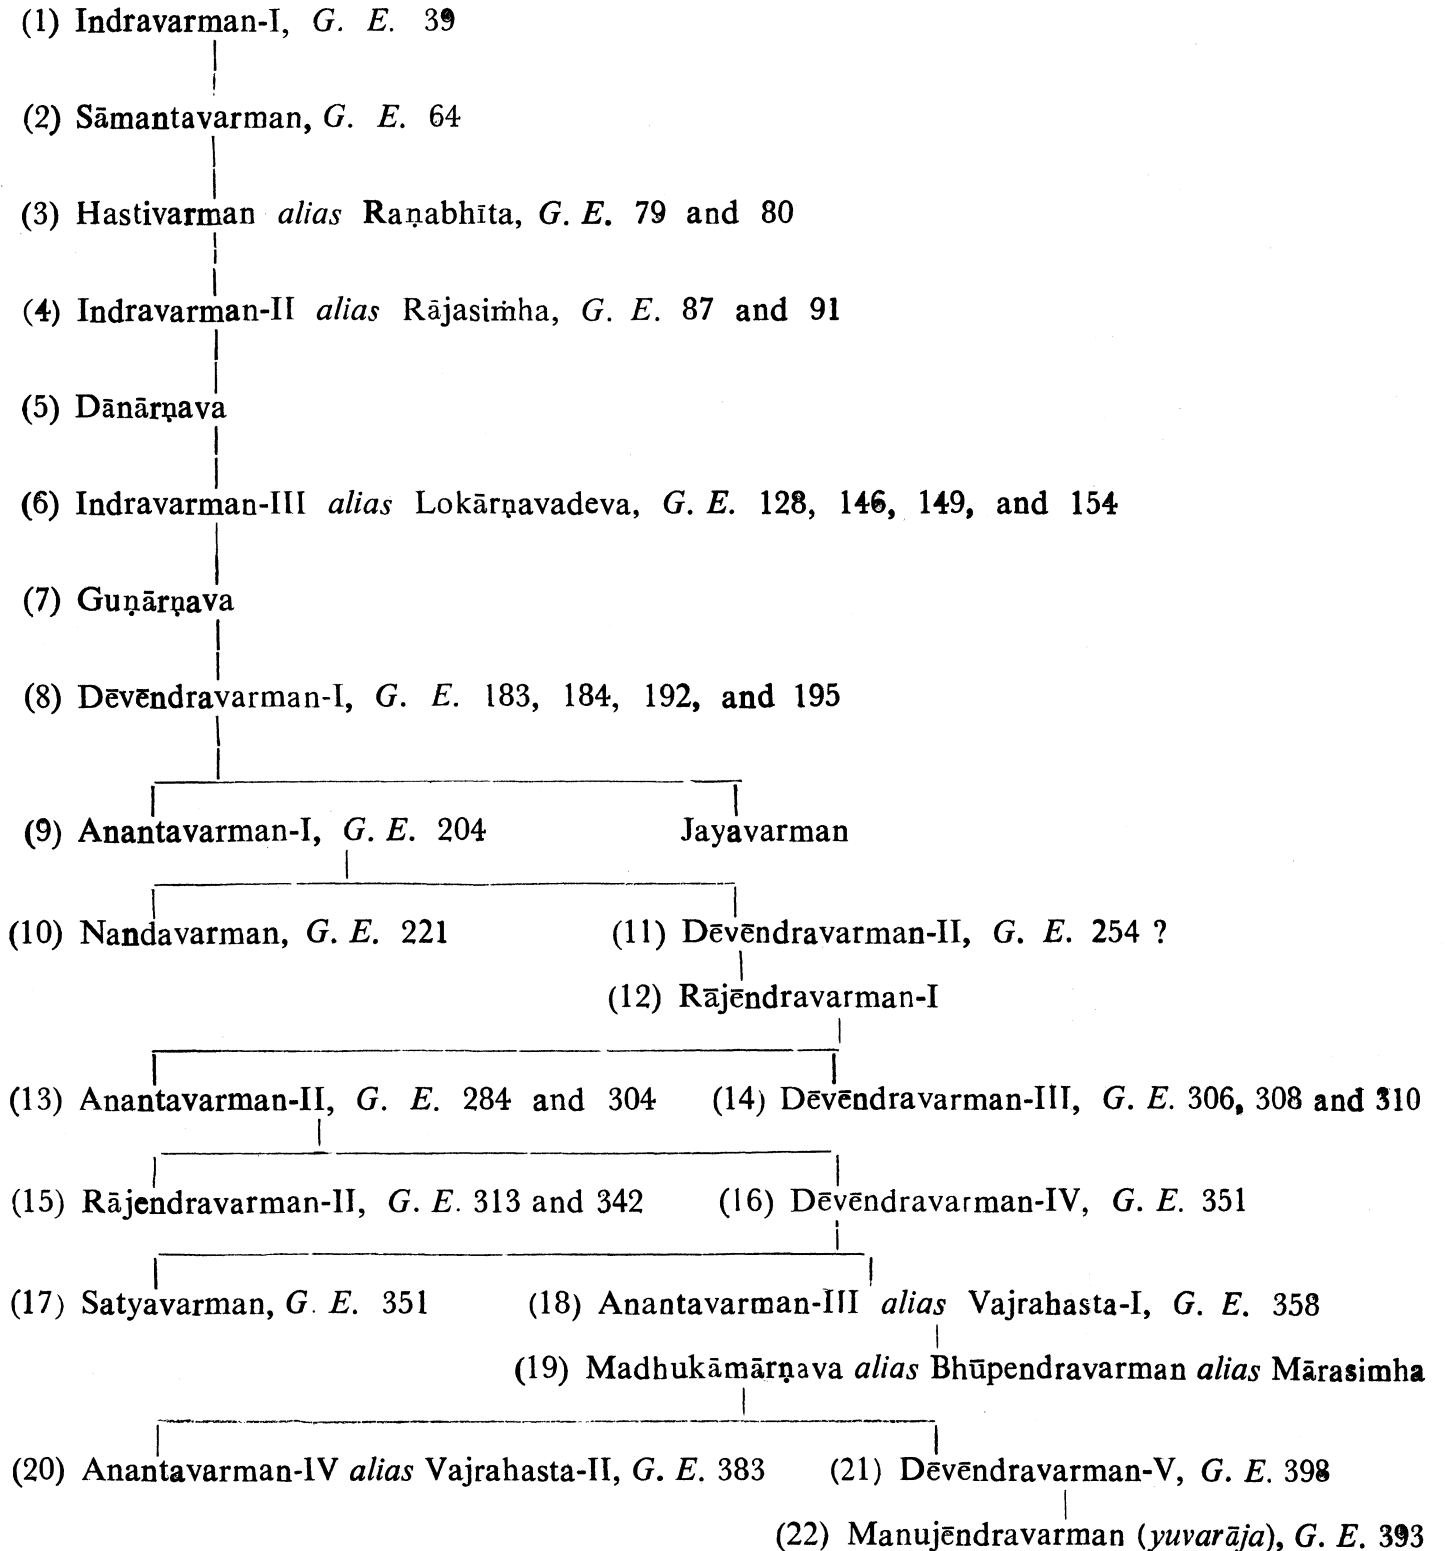 (1) Indravarman-I, G. E. 39
(2) Sāmantavarman, G. E. 64
(3) Hastivarman alias Raṇabhīta, G. E. 79 and 80
(4) Indravarman-II alias Rājasiṁha, G. E. 87 and 91
(5) Dānārṇava
(6) Indravarman-III alias Lokārṇavadeva, G. E. 128, 146, 149, and 154
(7) Guṇārṇava
(8) Dēvēndravarman-I, G. E. 183, 184, 192, and 195
(9) Anantavarman-I, G. E. 204 Jayavarman
(10) Nandavarman, G. E. 221 (11) Dēvēndravarman-II, G. E. 254 ?
(12) Rājēndravarman-I
(13) Anantavarman-II, G. E. 284 and 304 (14) Dēvēndravarman-III, G. E. 306, 308 and 310
(15) Rājendravarman-II, G. E. 313 and 342 (16) Dēvēndravarman-IV, G. E. 351
(17) Satyavarman, G. E. 351 (18) Anantavarman-III alias Vajrahasta-I, G. E. 358
(19) Madhukāmārṇava alias Bhūpendravarman alias Mārasimha
(20) Anantavarman-IV alias Vajrahasta-II, G. E. 383 (21) Dēvēndravarman-V, G. E. 398
(22) Manujēndravarman (yuvarāja), G. E. 393